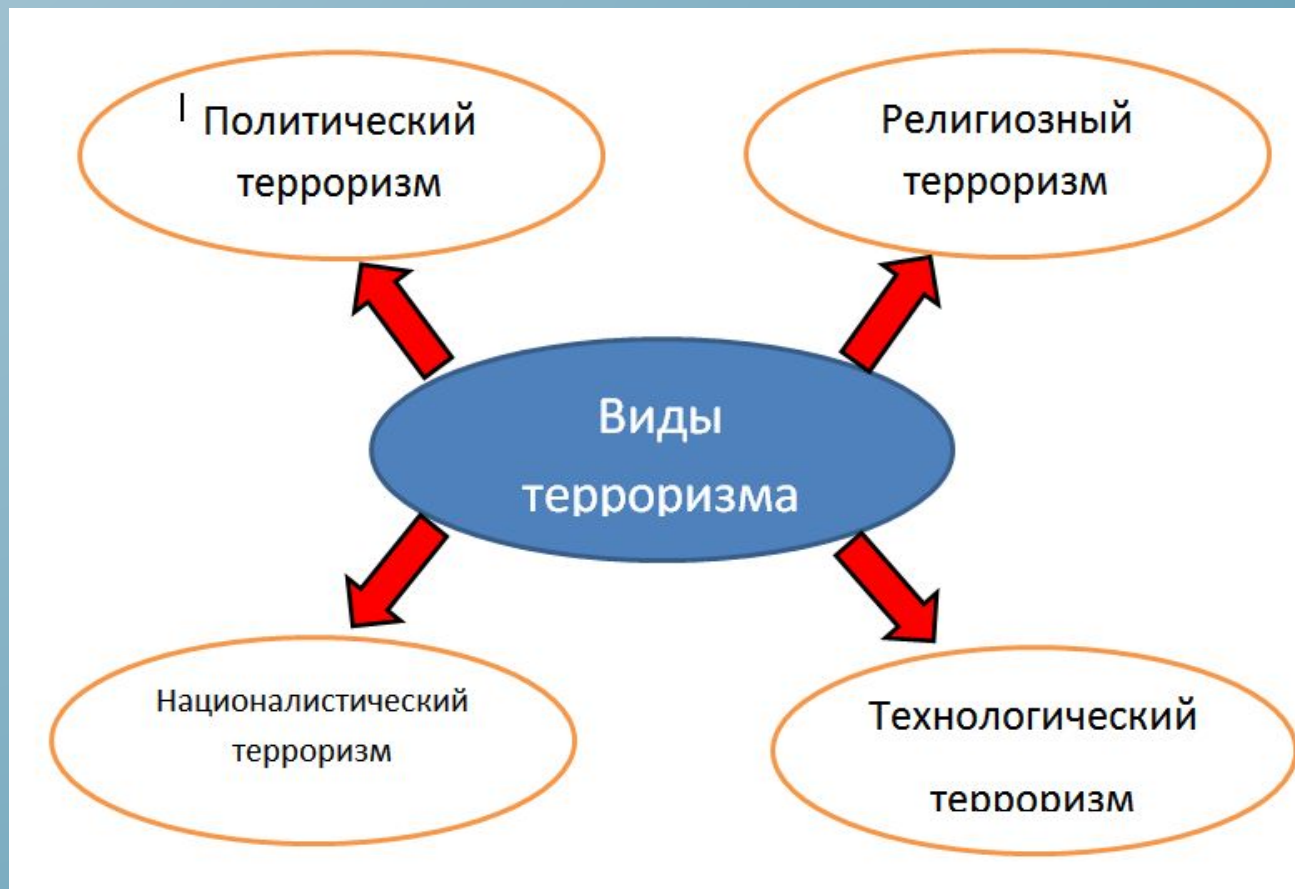 Политический
терроризм
Религиозный
терроризм
Виды
терроризма
Националистический
терроризм
Технологический
терроризм